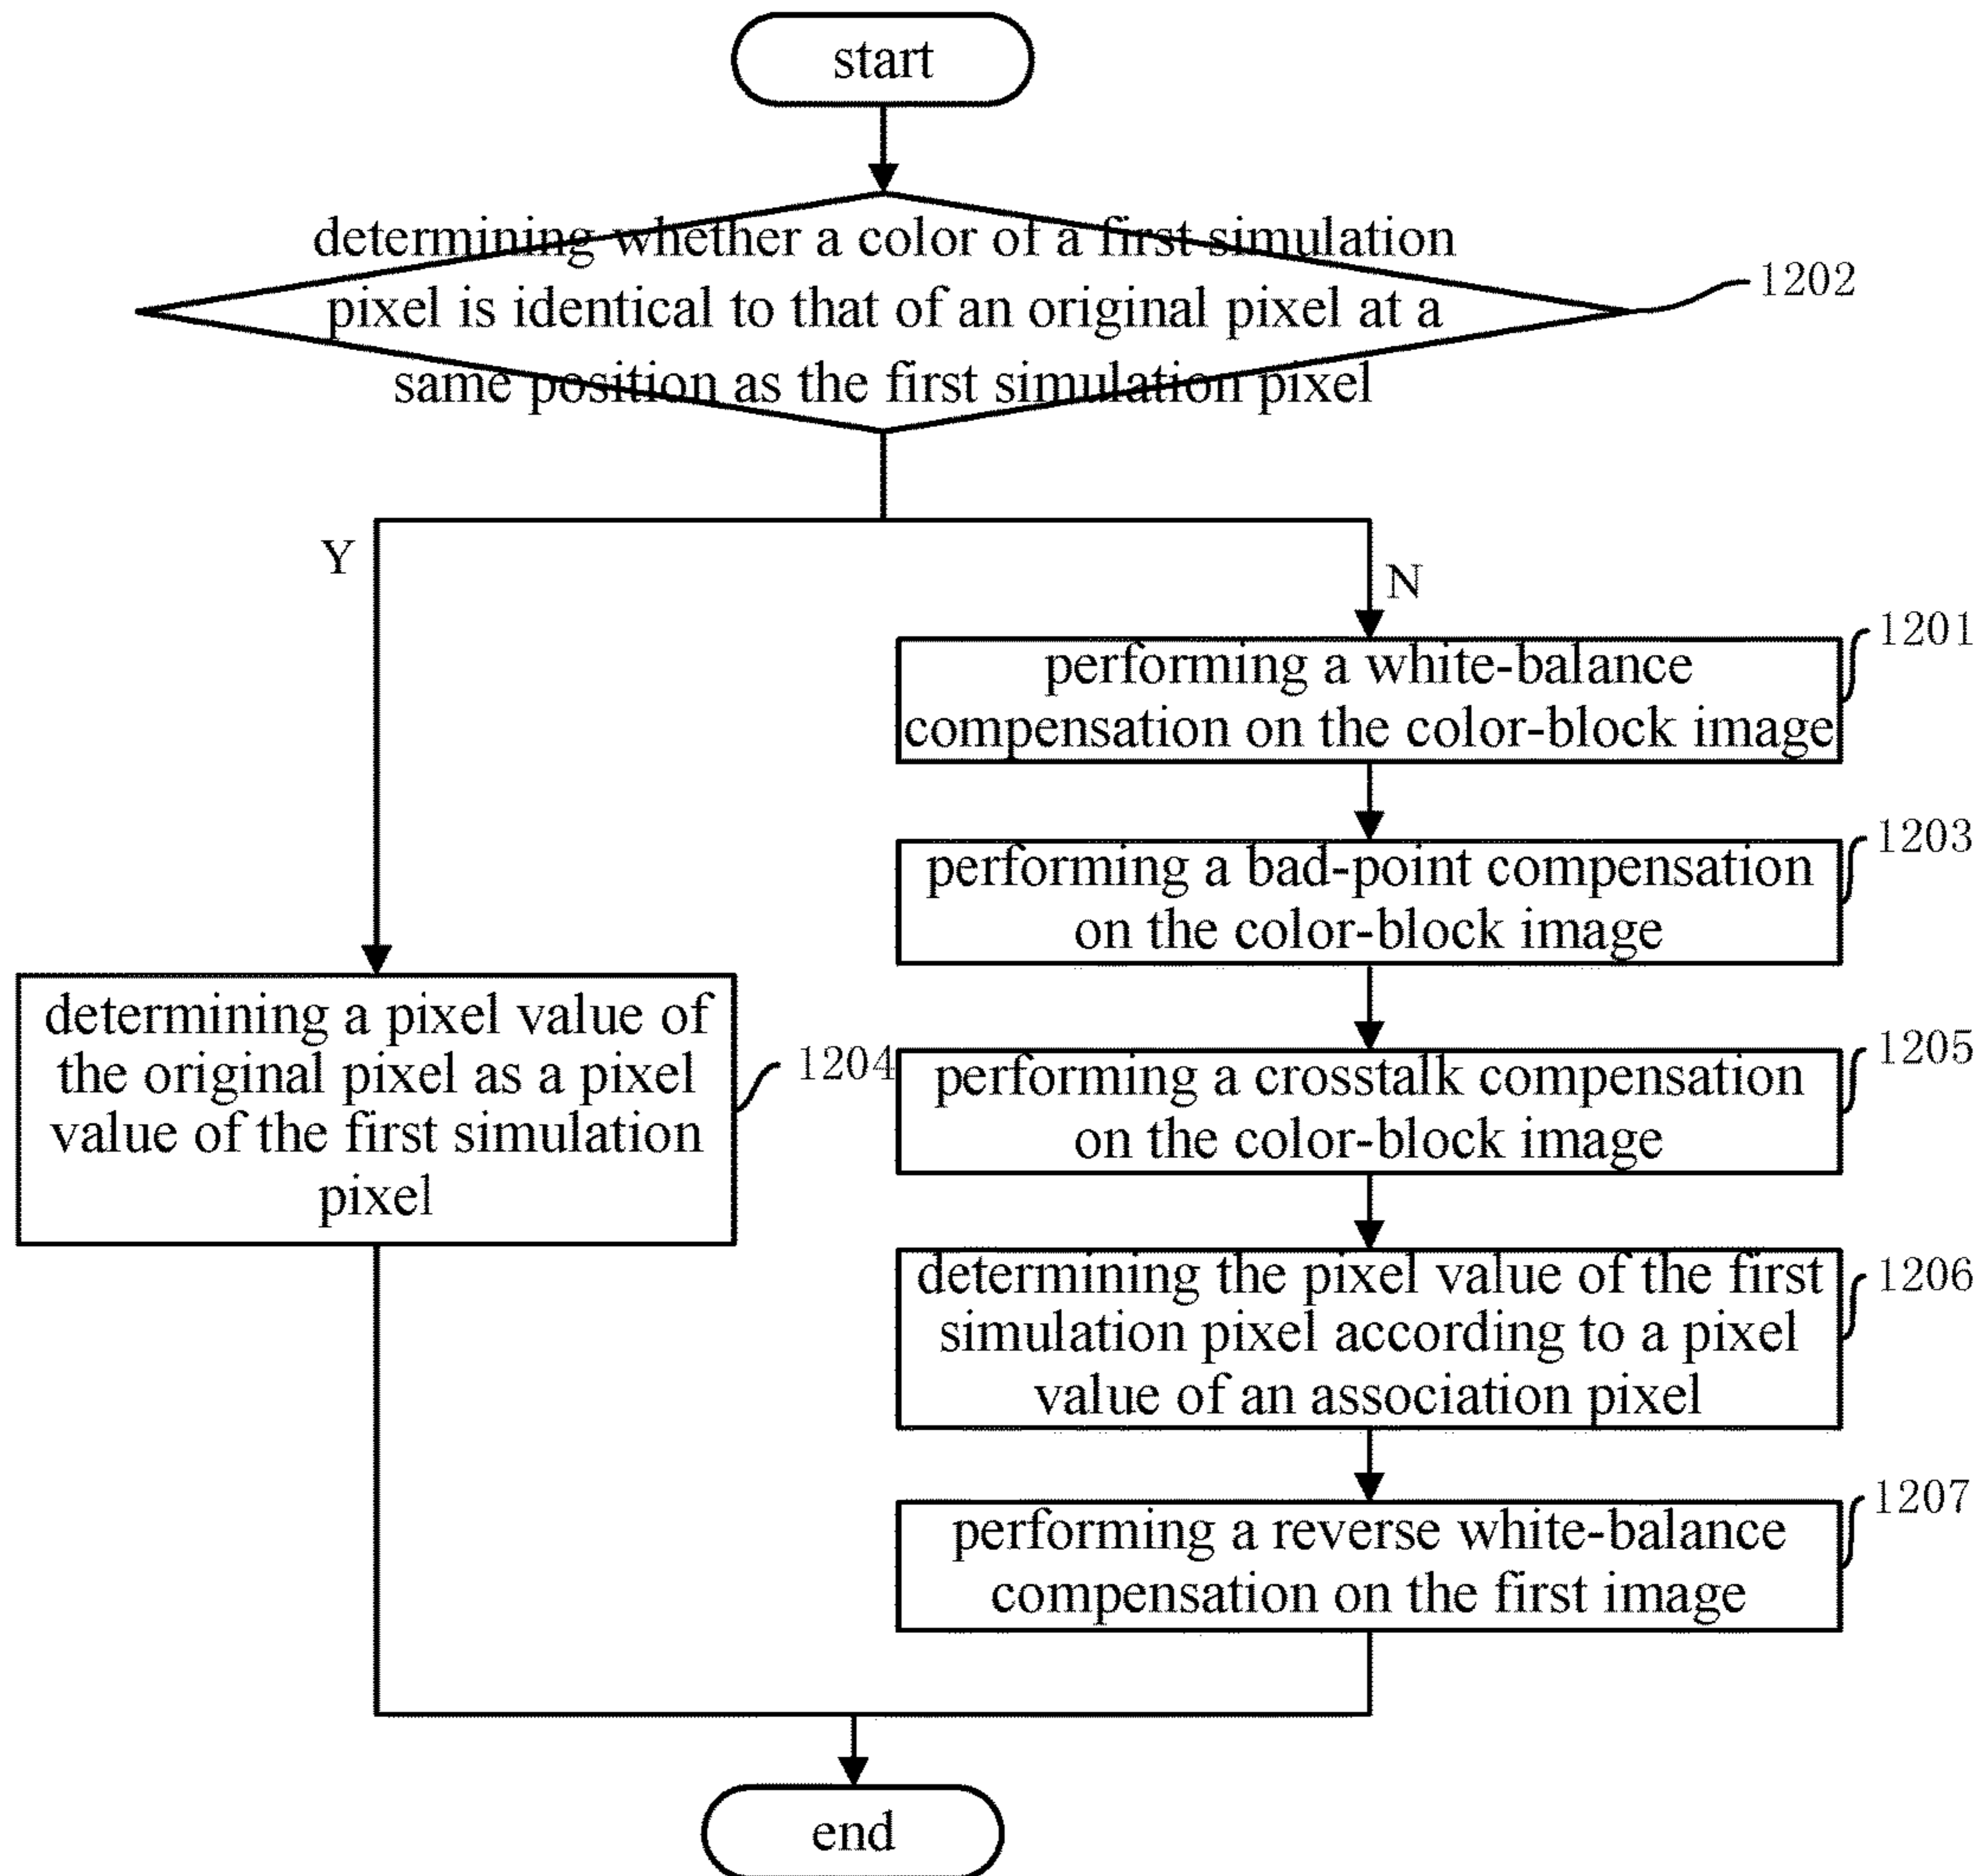 start
determining whether a color of a first simulation
pixel is identical to that of an original pixel at a
same position as the first simulation pixel
1202
Y
N
performing a white-balance
compensation on the color-block image
1201
performing a bad-point compensation
on the color-block image
1203
determining a pixel value of
the original pixel as a pixel
value of the first simulation
pixel
1204
performing a crosstalk compensation
on the color-block image
1205
determining the pixel value of the first
simulation pixel according to a pixel
value of an association pixel
1206
performing a reverse white-balance
compensation on the first image
1207
end